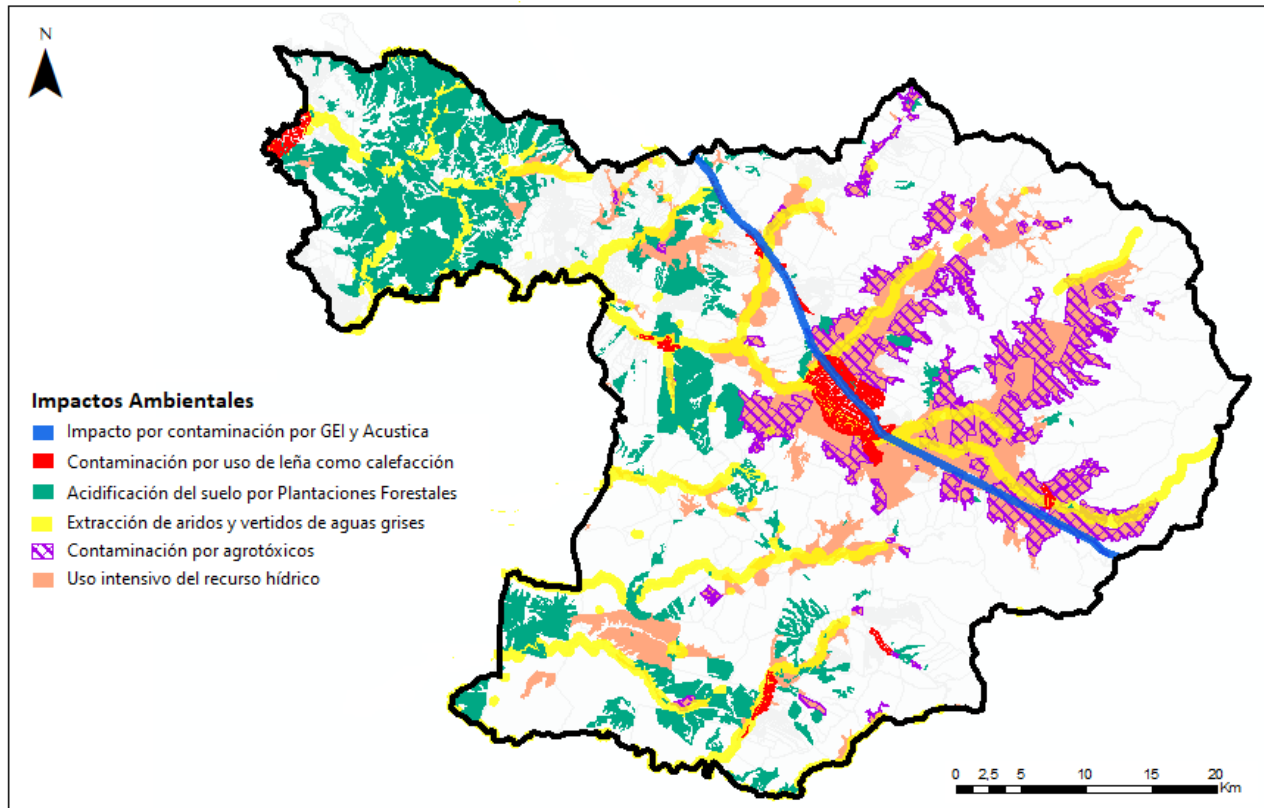 N
Impactos Ambientales
Impacto por contaminación por GEI y Acustica
Contaminación por uso de leña como calefacción
Acidificación del suelo por Plantaciones Forestales
Extracción de aridos y vertidos de aguas grises
Contaminación por agrotóxicos
Uso intensivo del recurso hídrico
0 2,5 5 10 15 20
Km